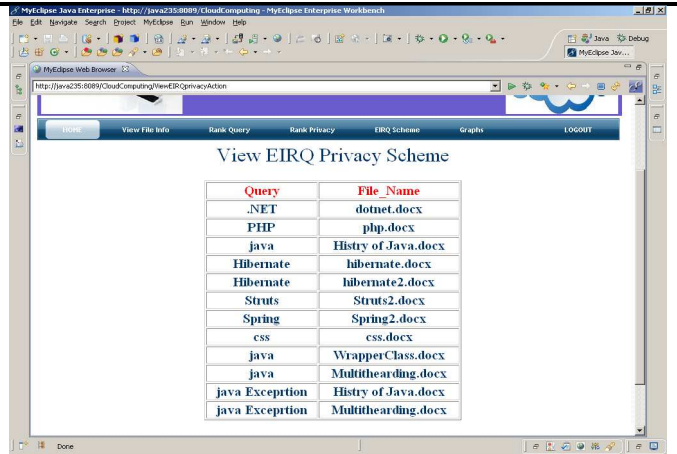 MyEclipse Java Enterprise - http://java235:8089/CloudComputing - MyEclipse Enterprise Workbench
File Edit Navigate Search Project MyEclipse Run Window Help
Java Debug
MyEclipse Jav...
MyEclipse Web Browser
http://java235:8089/CloudComputing/ViewEIRQprivacyAction
HOME View File Info Rank Query Rank Privacy EIRQ Scheme Graphs LOGOUT
View EIRQ Privacy Scheme
Query File_Name
.NET dotnet.docx
PHP php.docx
java Histry of Java.docx
Hibernate hibernate.docx
Hibernate hibernate2.docx
Struts Struts2.docx
Spring Spring2.docx
css css.docx
java WrapperClass.docx
java Multithearding.docx
java Exceprtion Histry of Java.docx
java Exceprtion Multithearding.docx
Done